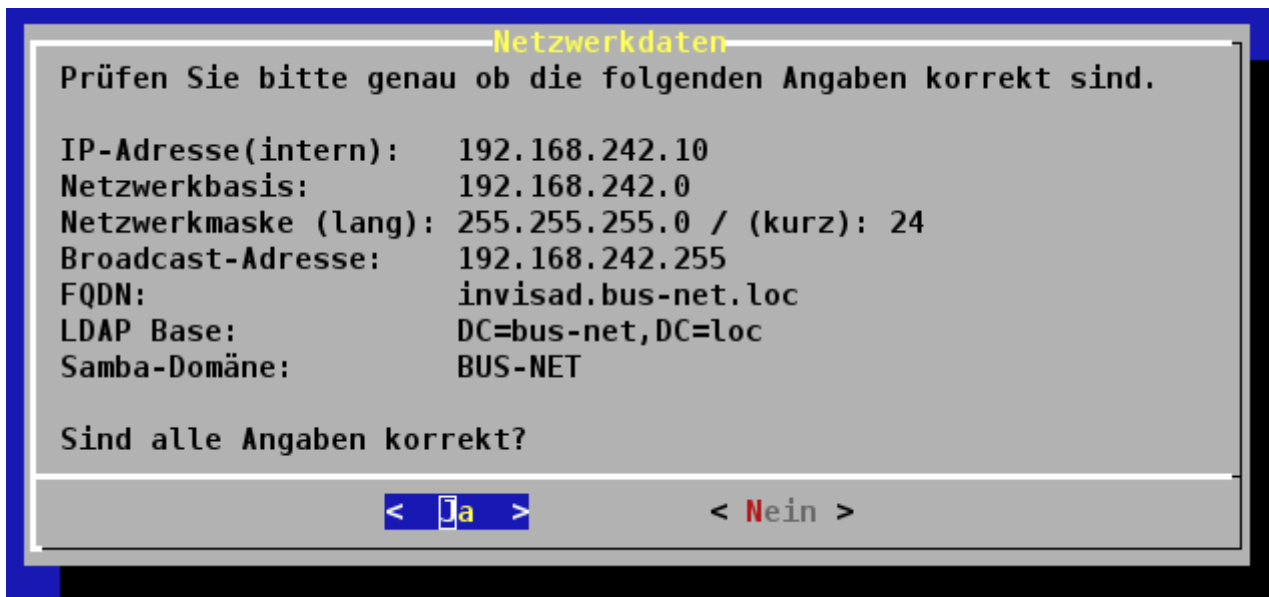 Netzwerkdaten
Prüfen Sie bitte genau ob die folgenden Angaben korrekt sind.
IP-Adresse(intern): 192.168.242.10
Netzwerkbasis: 192.168.242.0
Netzwerkmaske (lang): 255.255.255.0 / (kurz): 24
Broadcast-Adresse: 192.168.242.255
FQDN: invisad.bus-net.loc
LDAP Base: DC=bus-net,DC=loc
Samba-Domäne: BUS-NET
Sind alle Angaben korrekt?
< Ja > < Nein >